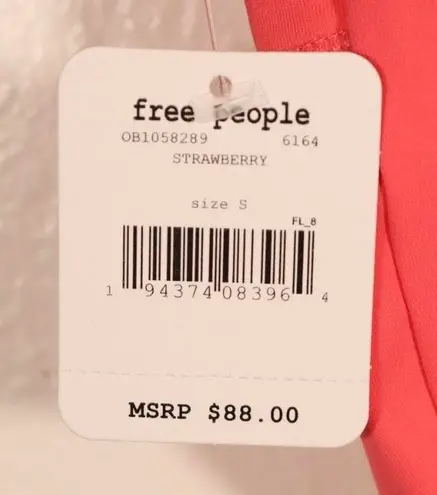 free people
OB1058289 6164
STRAWBERRY
size S
FL_8
1 94374 08396 4
MSRP $88.00